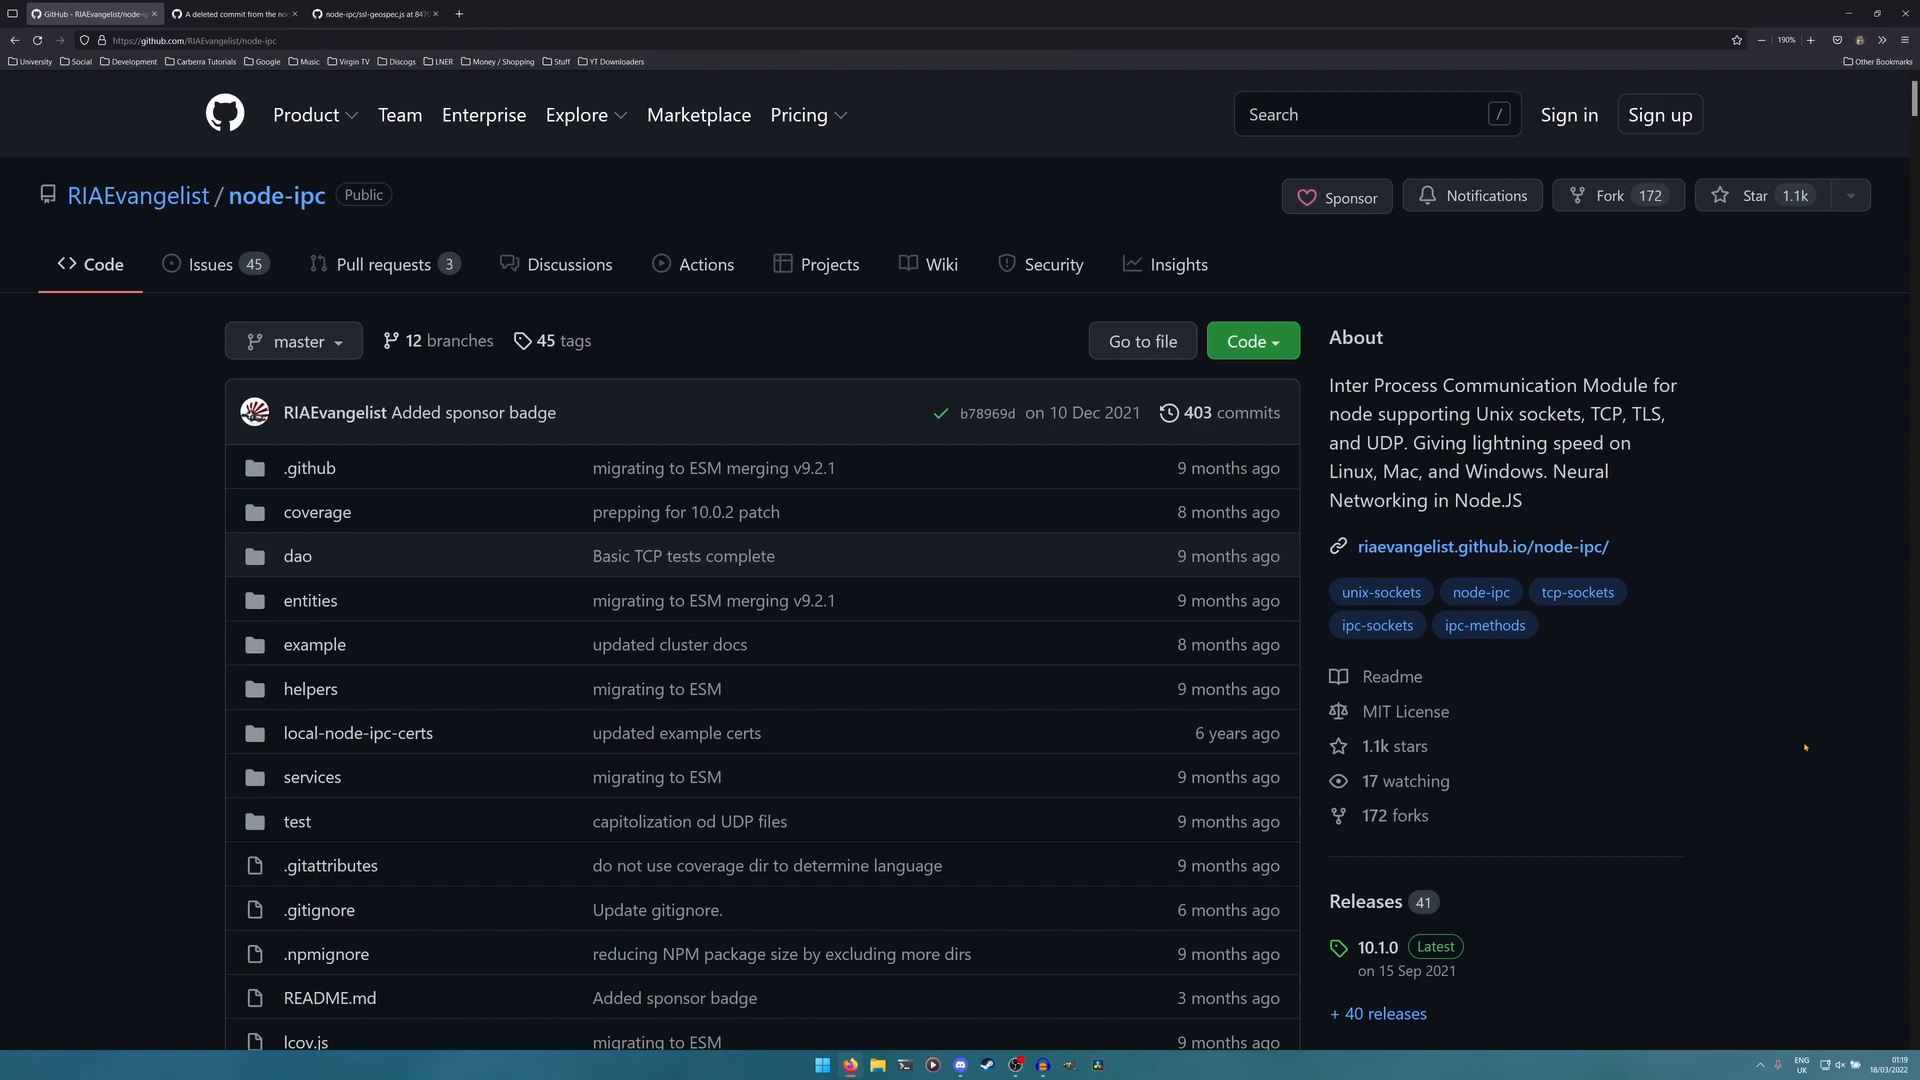 GitHub - RIAEvangelist/node-ip
A deleted commit from the nod
node-ipc/ssl-geospec.js at 847
https://github.com/RIAEvangelist/node-ipc
190%
University Social Development Carberra Tutorials Google Music Virgin TV Discogs LNER Money / Shopping Stuff YT Downloaders Other Bookmarks
Product Team Enterprise Explore Marketplace Pricing Search / Sign in Sign up
RIAEvangelist / node-ipc Public Sponsor Notifications Fork 172 Star 1.1k
Code Issues 45 Pull requests 3 Discussions Actions Projects Wiki Security Insights
master 12 branches 45 tags Go to file Code
RIAEvangelist Added sponsor badge b78969d on 10 Dec 2021 403 commits
.github migrating to ESM merging v9.2.1 9 months ago
coverage prepping for 10.0.2 patch 8 months ago
dao Basic TCP tests complete 9 months ago
entities migrating to ESM merging v9.2.1 9 months ago
example updated cluster docs 8 months ago
helpers migrating to ESM 9 months ago
local-node-ipc-certs updated example certs 6 years ago
services migrating to ESM 9 months ago
test capitolization od UDP files 9 months ago
.gitattributes do not use coverage dir to determine language 9 months ago
.gitignore Update gitignore. 6 months ago
.npmignore reducing NPM package size by excluding more dirs 9 months ago
README.md Added sponsor badge 3 months ago
lcov.js migrating to ESM 9 months ago
About
Inter Process Communication Module for
node supporting Unix sockets, TCP, TLS,
and UDP. Giving lightning speed on
Linux, Mac, and Windows. Neural
Networking in Node.JS
riaevangelist.github.io/node-ipc/
unix-sockets node-ipc tcp-sockets
ipc-sockets ipc-methods
Readme
MIT License
1.1k stars
17 watching
172 forks
Releases 41
10.1.0 Latest
on 15 Sep 2021
+ 40 releases
ENG
UK
01:19
18/03/2022